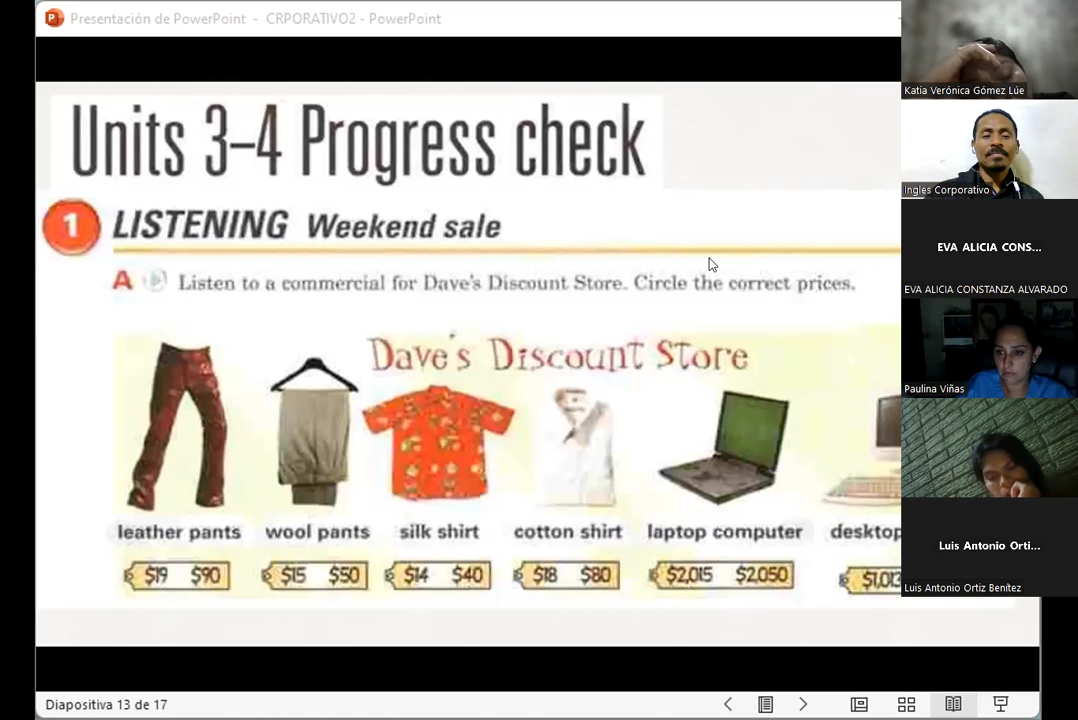 Presentación de PowerPoint - CRPORATIVO2 - PowerPoint
Units 3–4 Progress check
1 LISTENING Weekend sale
A Listen to a commercial for Dave's Discount Store. Circle the correct prices.
Dave's Discount Store
leather pants wool pants silk shirt cotton shirt laptop computer desktop
$19 $90 $15 $50 $14 $40 $18 $80 $2,015 $2,050
Diapositiva 13 de 17
Katia Verónica Gómez Lúe
Ingles Corporativo
EVA ALICIA CONS...
EVA ALICIA CONSTANZA ALVARADO
Paulina Viñas
Luis Antonio Orti...
Luis Antonio Ortiz Benítez